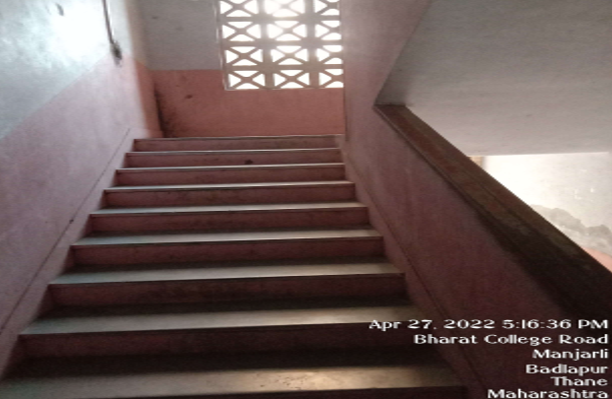 Apr 27, 2022 5:16:36 PM
Bharat College Road
Manjarli
Badlapur
Thane
Maharashtra